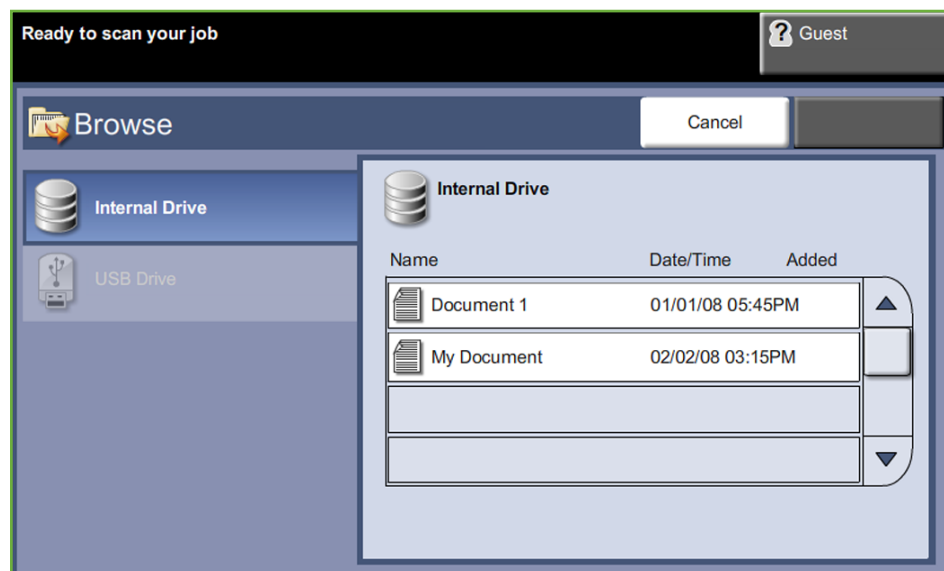 Ready to scan your job
Guest
Browse
Cancel
Internal Drive
USB Drive
Internal Drive
Name Date/Time Added
Document 1 01/01/08 05:45PM
My Document 02/02/08 03:15PM